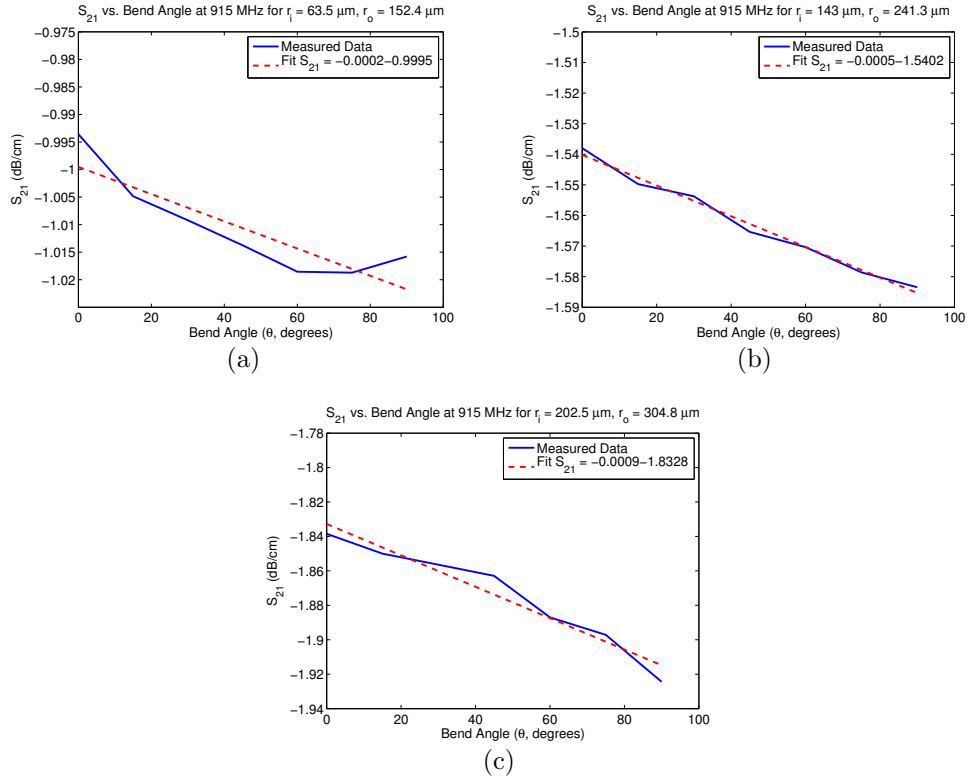 S21 vs. Bend Angle at 915 MHz for ri = 63.5 μm, ro = 152.4 μm
−0.975
−0.98
−0.985
−0.99
−0.995
−1
−1.005
−1.01
−1.015
−1.02
S21 (dB/cm)
Measured Data
Fit S21 = −0.0002−0.9995
0 20 40 60 80 100
Bend Angle (θ, degrees)
(a)
S21 vs. Bend Angle at 915 MHz for ri = 143 μm, ro = 241.3 μm
−1.5
−1.51
−1.52
−1.53
−1.54
−1.55
−1.56
−1.57
−1.58
−1.59
S21 (dB/cm)
Measured Data
Fit S21 = −0.0005−1.5402
0 20 40 60 80 100
Bend Angle (θ, degrees)
(b)
S21 vs. Bend Angle at 915 MHz for ri = 202.5 μm, ro = 304.8 μm
−1.78
−1.8
−1.82
−1.84
−1.86
−1.88
−1.9
−1.92
−1.94
S21 (dB/cm)
Measured Data
Fit S21 = −0.0009−1.8328
0 20 40 60 80 100
Bend Angle (θ, degrees)
(c)